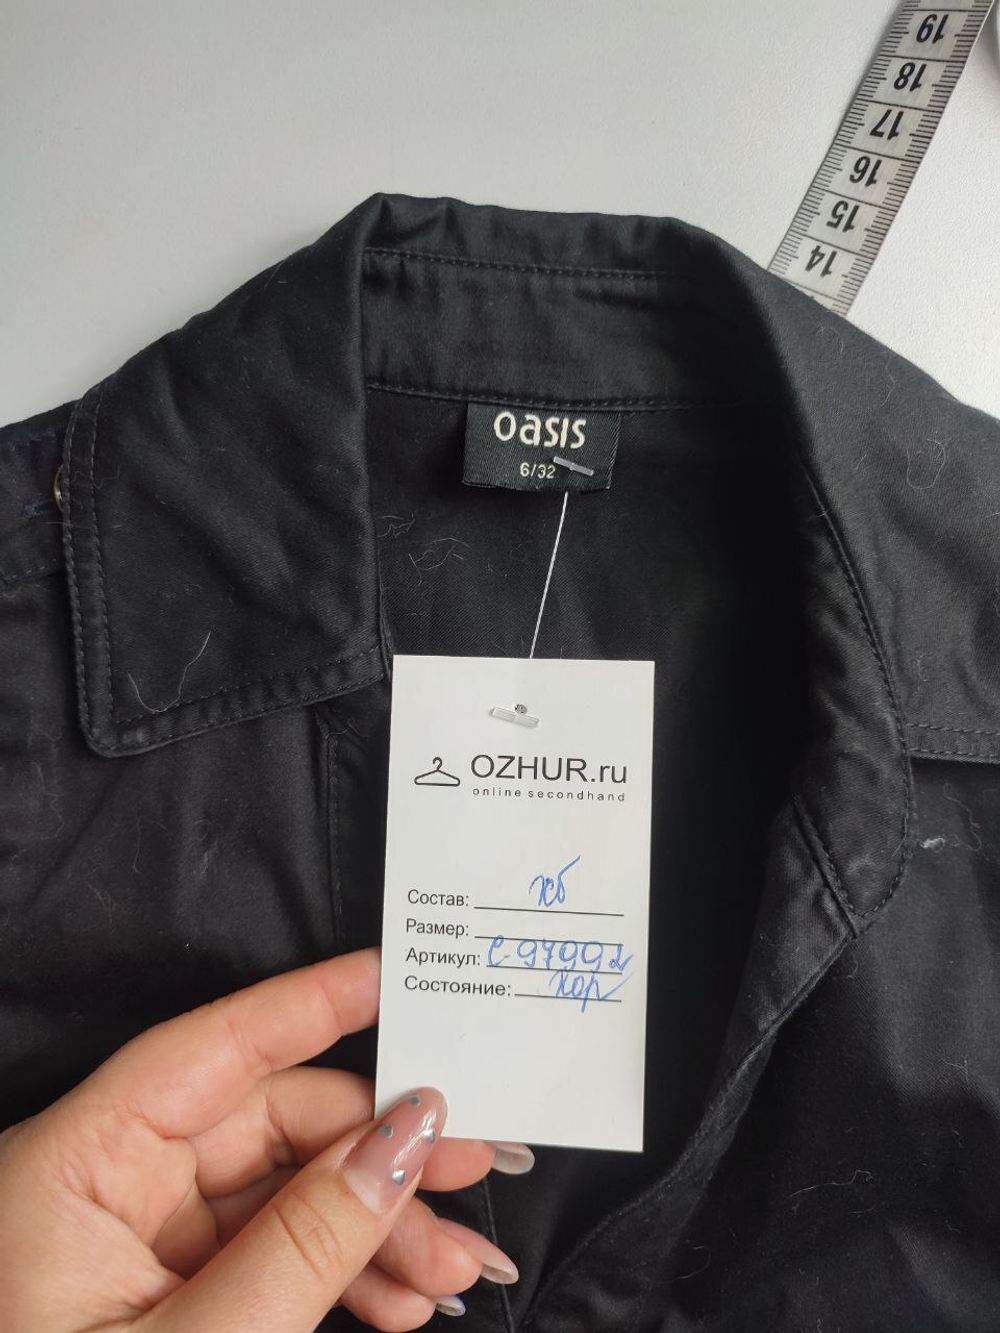 19
18
17
16
15
14
oasis
6/32
OZHUR.ru
online secondhand
Состав: хб
Размер:
Артикул: С-97992
Состояние: хор